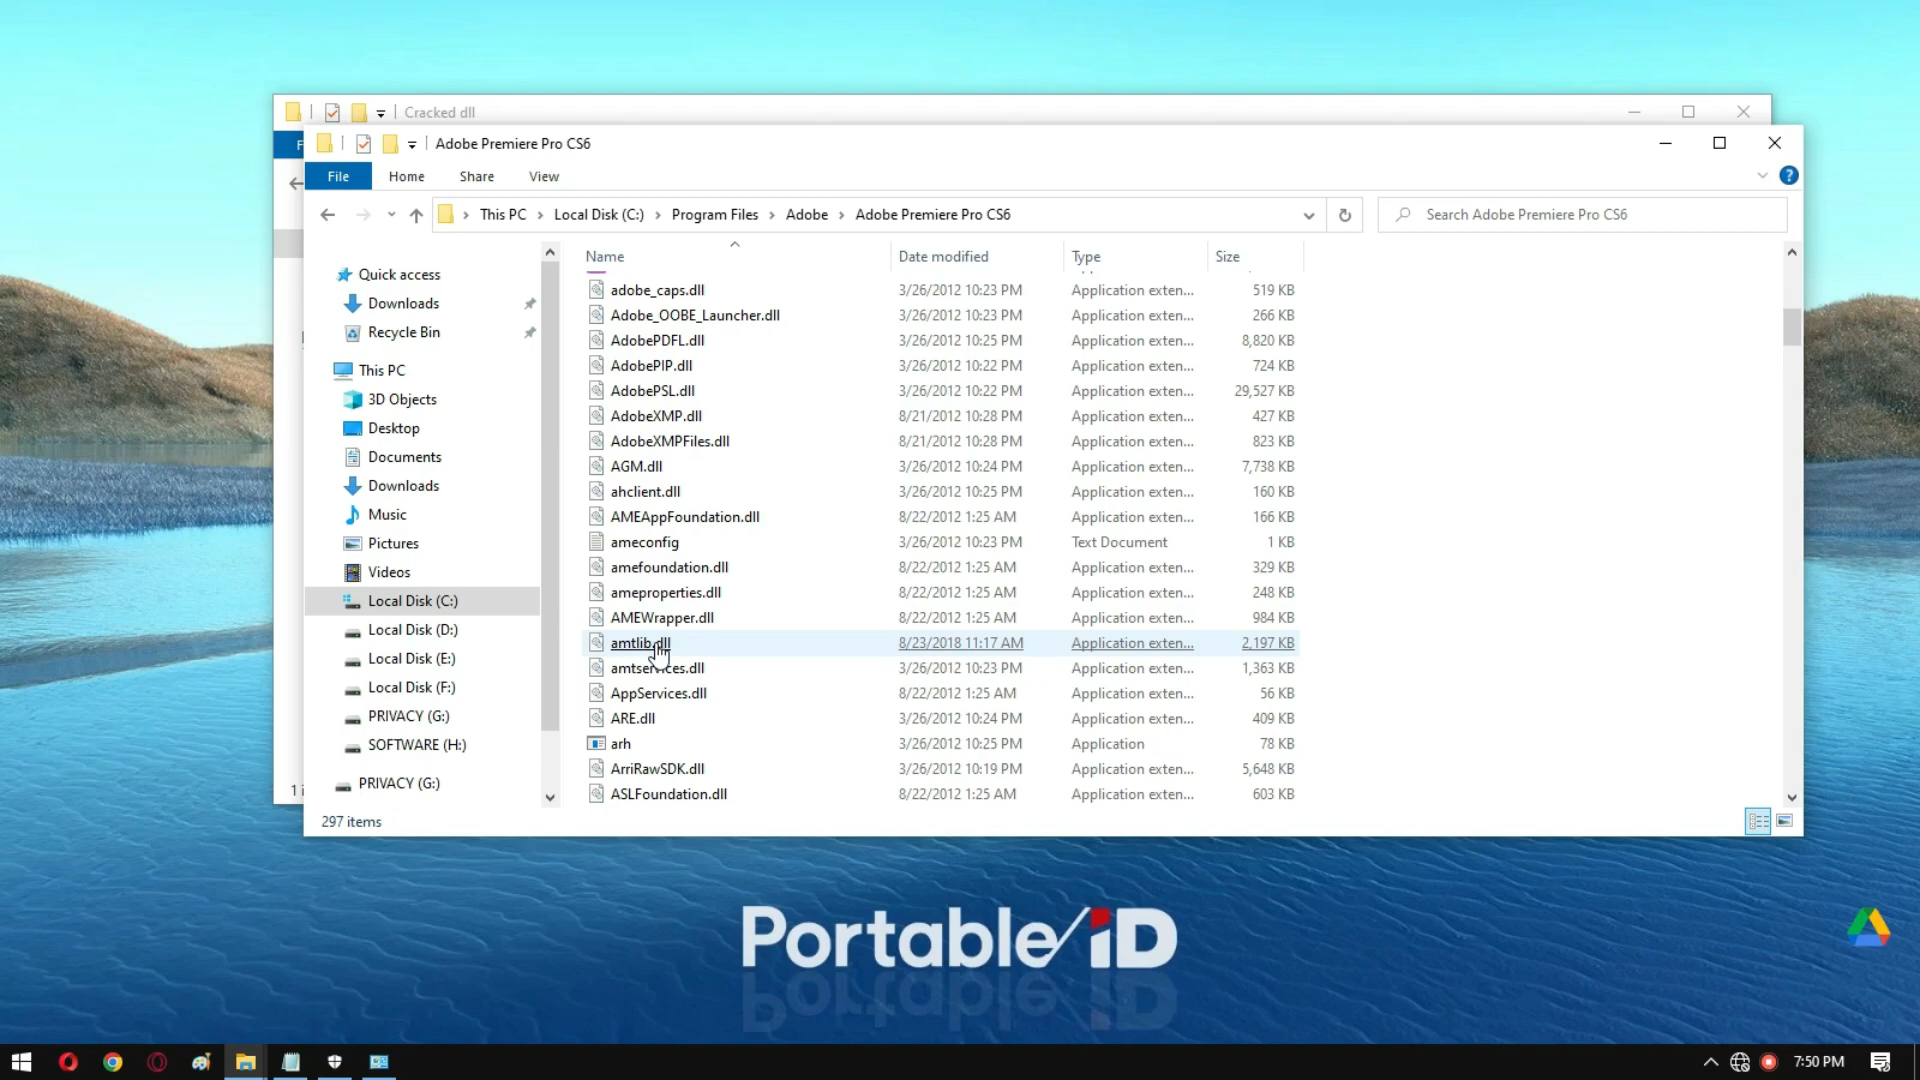 Cracked dll
Adobe Premiere Pro CS6
File Home Share View
This PC Local Disk (C:) Program Files Adobe Adobe Premiere Pro CS6 Search Adobe Premiere Pro CS6
Name Date modified Type Size
Quick access
Downloads
Recycle Bin
This PC
3D Objects
Desktop
Documents
Downloads
Music
Pictures
Videos
Local Disk (C:)
Local Disk (D:)
Local Disk (E:)
Local Disk (F:)
PRIVACY (G:)
SOFTWARE (H:)
PRIVACY (G:)
adobe_caps.dll 3/26/2012 10:23 PM Application exten... 519 KB
Adobe_OOBE_Launcher.dll 3/26/2012 10:23 PM Application exten... 266 KB
AdobePDFL.dll 3/26/2012 10:25 PM Application exten... 8,820 KB
AdobePIP.dll 3/26/2012 10:22 PM Application exten... 724 KB
AdobePSL.dll 3/26/2012 10:22 PM Application exten... 29,527 KB
AdobeXMP.dll 8/21/2012 10:28 PM Application exten... 427 KB
AdobeXMPFiles.dll 8/21/2012 10:28 PM Application exten... 823 KB
AGM.dll 3/26/2012 10:24 PM Application exten... 7,738 KB
ahclient.dll 3/26/2012 10:25 PM Application exten... 160 KB
AMEAppFoundation.dll 8/22/2012 1:25 AM Application exten... 166 KB
ameconfig 3/26/2012 10:23 PM Text Document 1 KB
amefoundation.dll 8/22/2012 1:25 AM Application exten... 329 KB
ameproperties.dll 8/22/2012 1:25 AM Application exten... 248 KB
AMEWrapper.dll 8/22/2012 1:25 AM Application exten... 984 KB
amtlib.dll 8/23/2018 11:17 AM Application exten... 2,197 KB
amtservices.dll 3/26/2012 10:23 PM Application exten... 1,363 KB
AppServices.dll 8/22/2012 1:25 AM Application exten... 56 KB
ARE.dll 3/26/2012 10:24 PM Application exten... 409 KB
arh 3/26/2012 10:25 PM Application 78 KB
ArriRawSDK.dll 3/26/2012 10:19 PM Application exten... 5,648 KB
ASLFoundation.dll 8/22/2012 1:25 AM Application exten... 603 KB
297 items
Portable/iD
7:50 PM